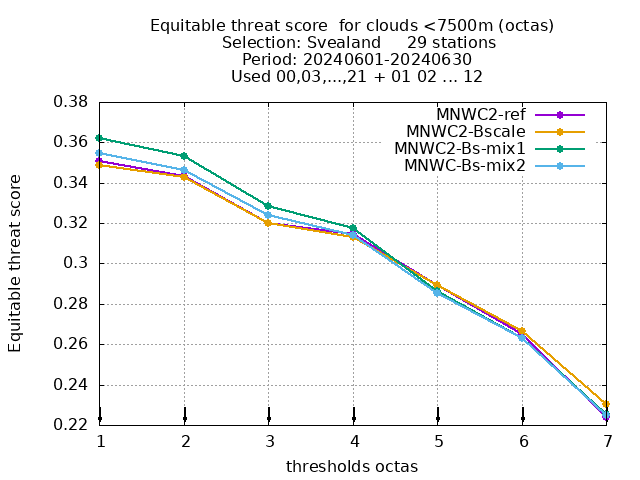 Equitable threat score  for clouds <7500m (octas)
Selection: Svealand     29 stations
Period: 20240601-20240630
Used 00,03,...,21 + 01 02 ... 12
MNWC2-ref
MNWC2-Bscale
MNWC2-Bs-mix1
MNWC-Bs-mix2
Equitable threat score
0.38
0.36
0.34
0.32
0.3
0.28
0.26
0.24
0.22
1 2 3 4 5 6 7
thresholds octas